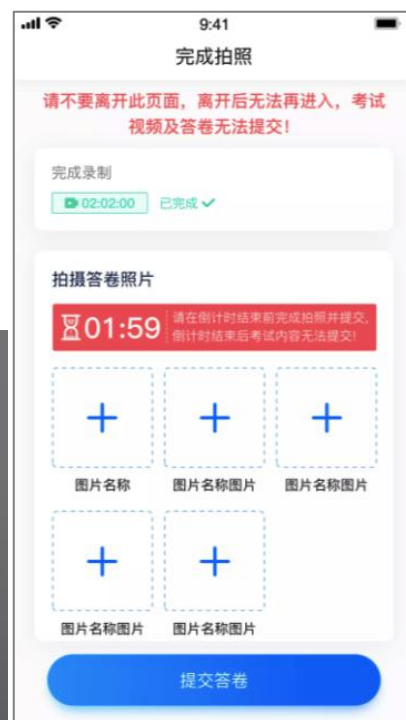 9:41
完成拍照
请不要离开此页面，离开后无法再进入，考试
视频及答卷无法提交！
完成录制
02:02:00 已完成
拍摄答卷照片
01:59
请在倒计时结束前完成拍照并提交,
倒计时结束后考试内容无法提交!
图片名称 图片名称图片 图片名称图片
图片名称图片 图片名称图片
提交答卷